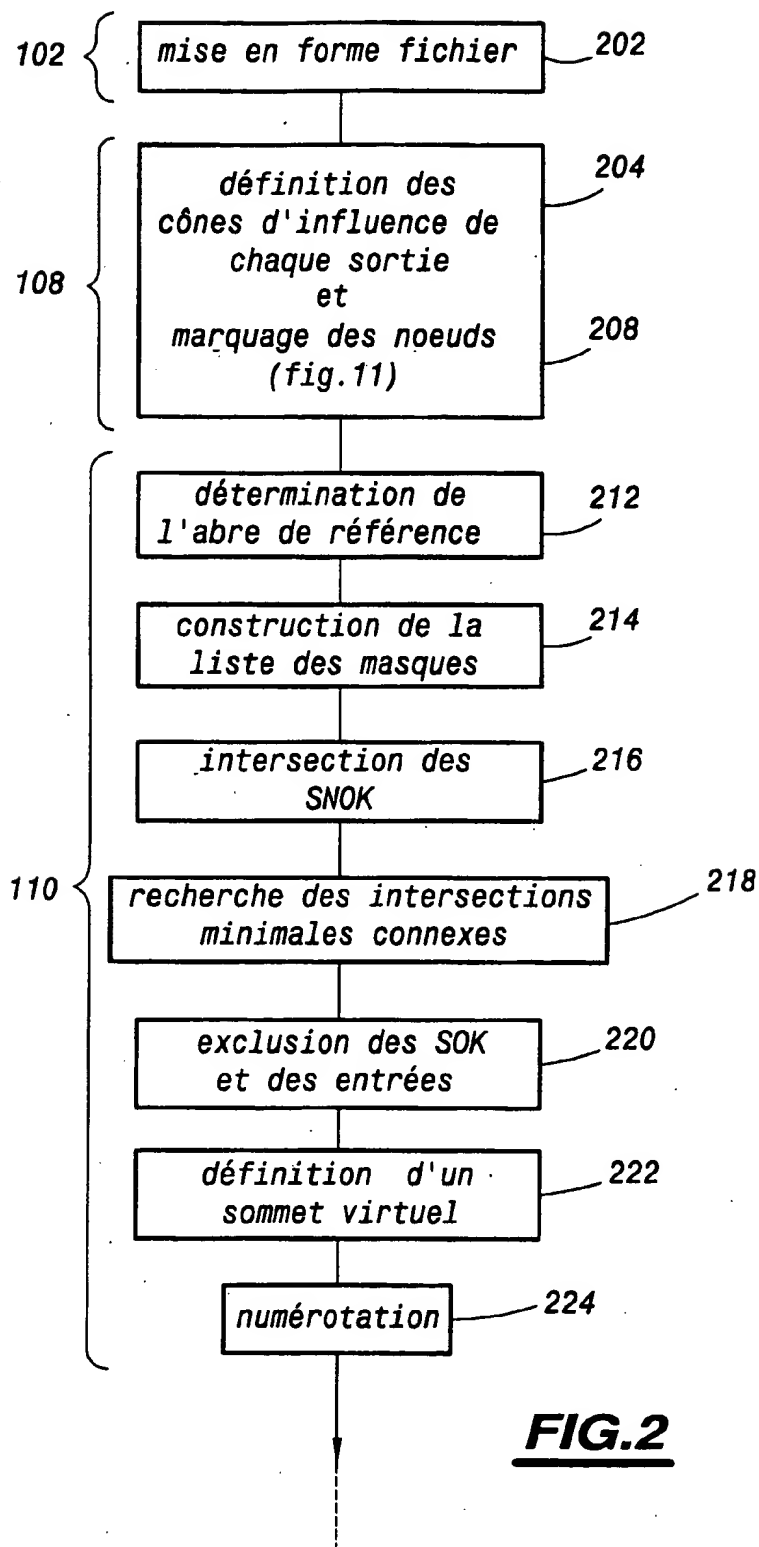 102
mise en forme fichier
202
définition des
cônes d'influence de
chaque sortie
et
marquage des noeuds
(fig.11)
204
208
108
détermination de
l'abre de référence
212
construction de la
liste des masques
214
intersection des
SNOK
216
110
recherche des intersections
minimales connexes
218
exclusion des SOK
et des entrées
220
définition d'un
sommet virtuel
222
numérotation
224
FIG.2